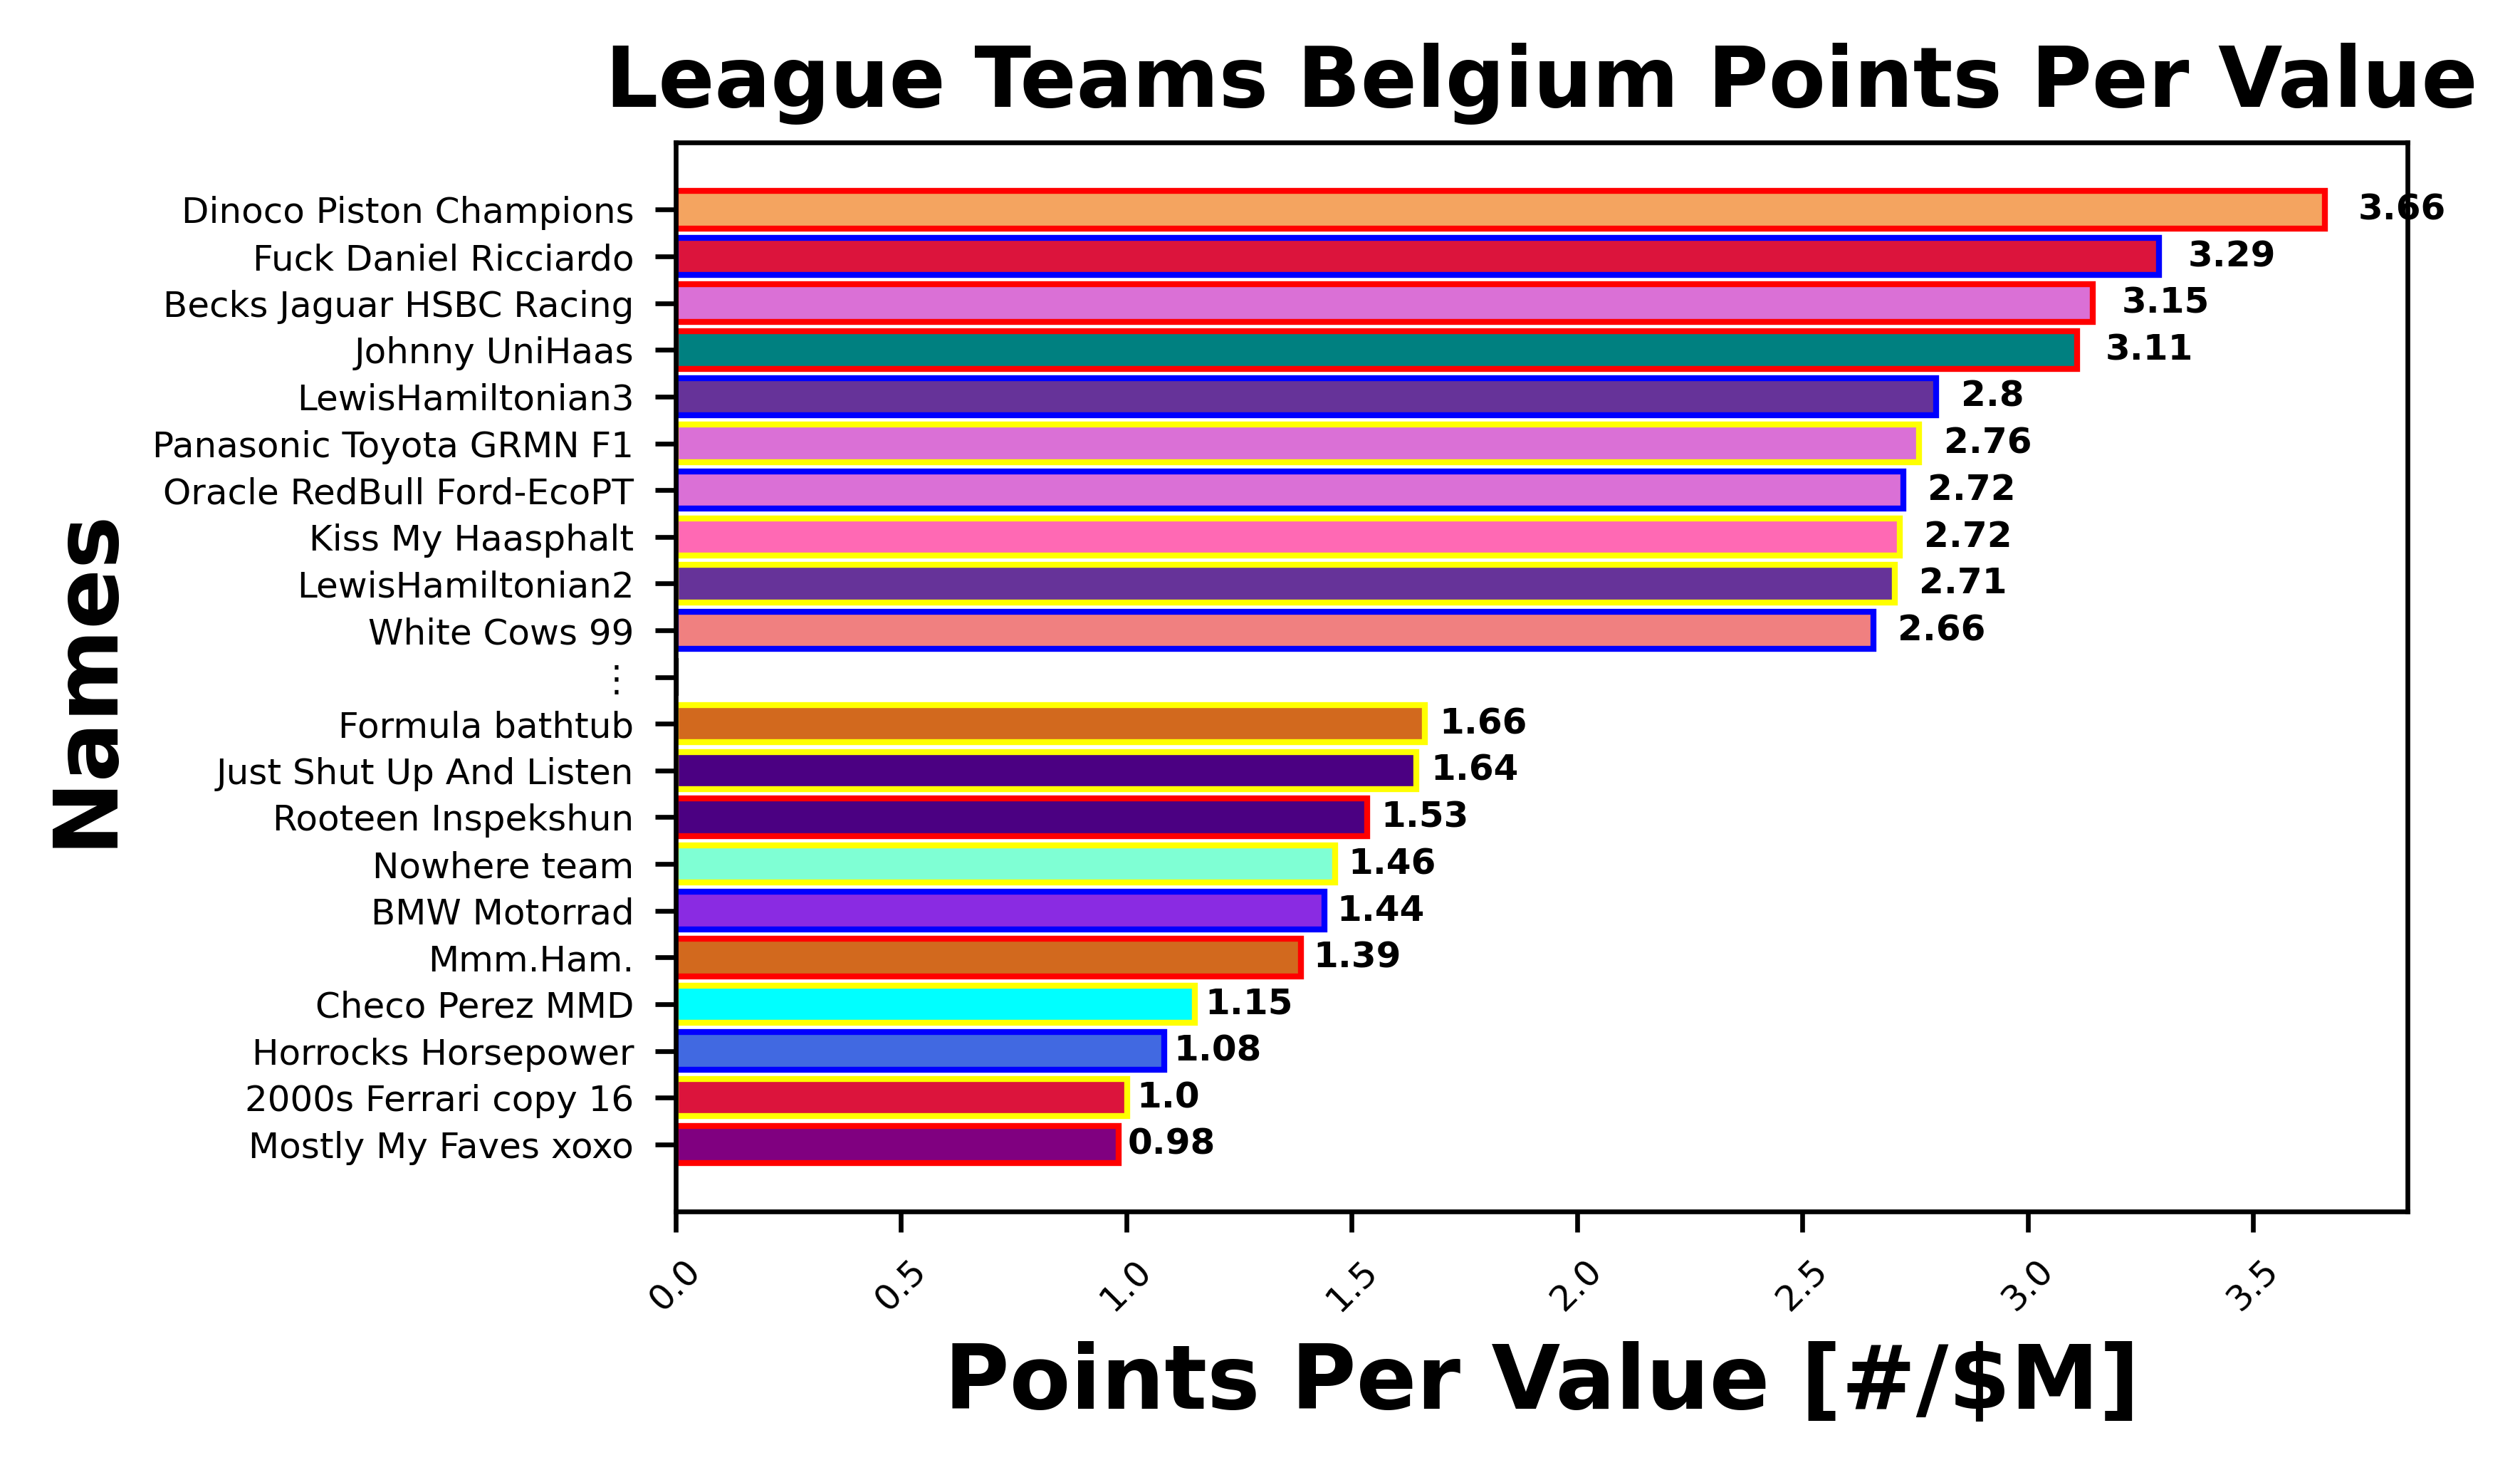 League Teams Belgium Points Per Value
Dinoco Piston Champions 3.66
Fuck Daniel Ricciardo 3.29
Becks Jaguar HSBC Racing 3.15
Johnny UniHaas 3.11
LewisHamiltonian3 2.8
Panasonic Toyota GRMN F1 2.76
Oracle RedBull Ford-EcoPT 2.72
Kiss My Haasphalt 2.72
LewisHamiltonian2 2.71
White Cows 99 2.66
⋮
Formula bathtub 1.66
Just Shut Up And Listen 1.64
Rooteen Inspekshun 1.53
Nowhere team 1.46
BMW Motorrad 1.44
Mmm.Ham. 1.39
Checo Perez MMD 1.15
Horrocks Horsepower 1.08
2000s Ferrari copy 16 1.0
Mostly My Faves xoxo 0.98
Names
0.0 0.5 1.0 1.5 2.0 2.5 3.0 3.5
Points Per Value [#/$M]